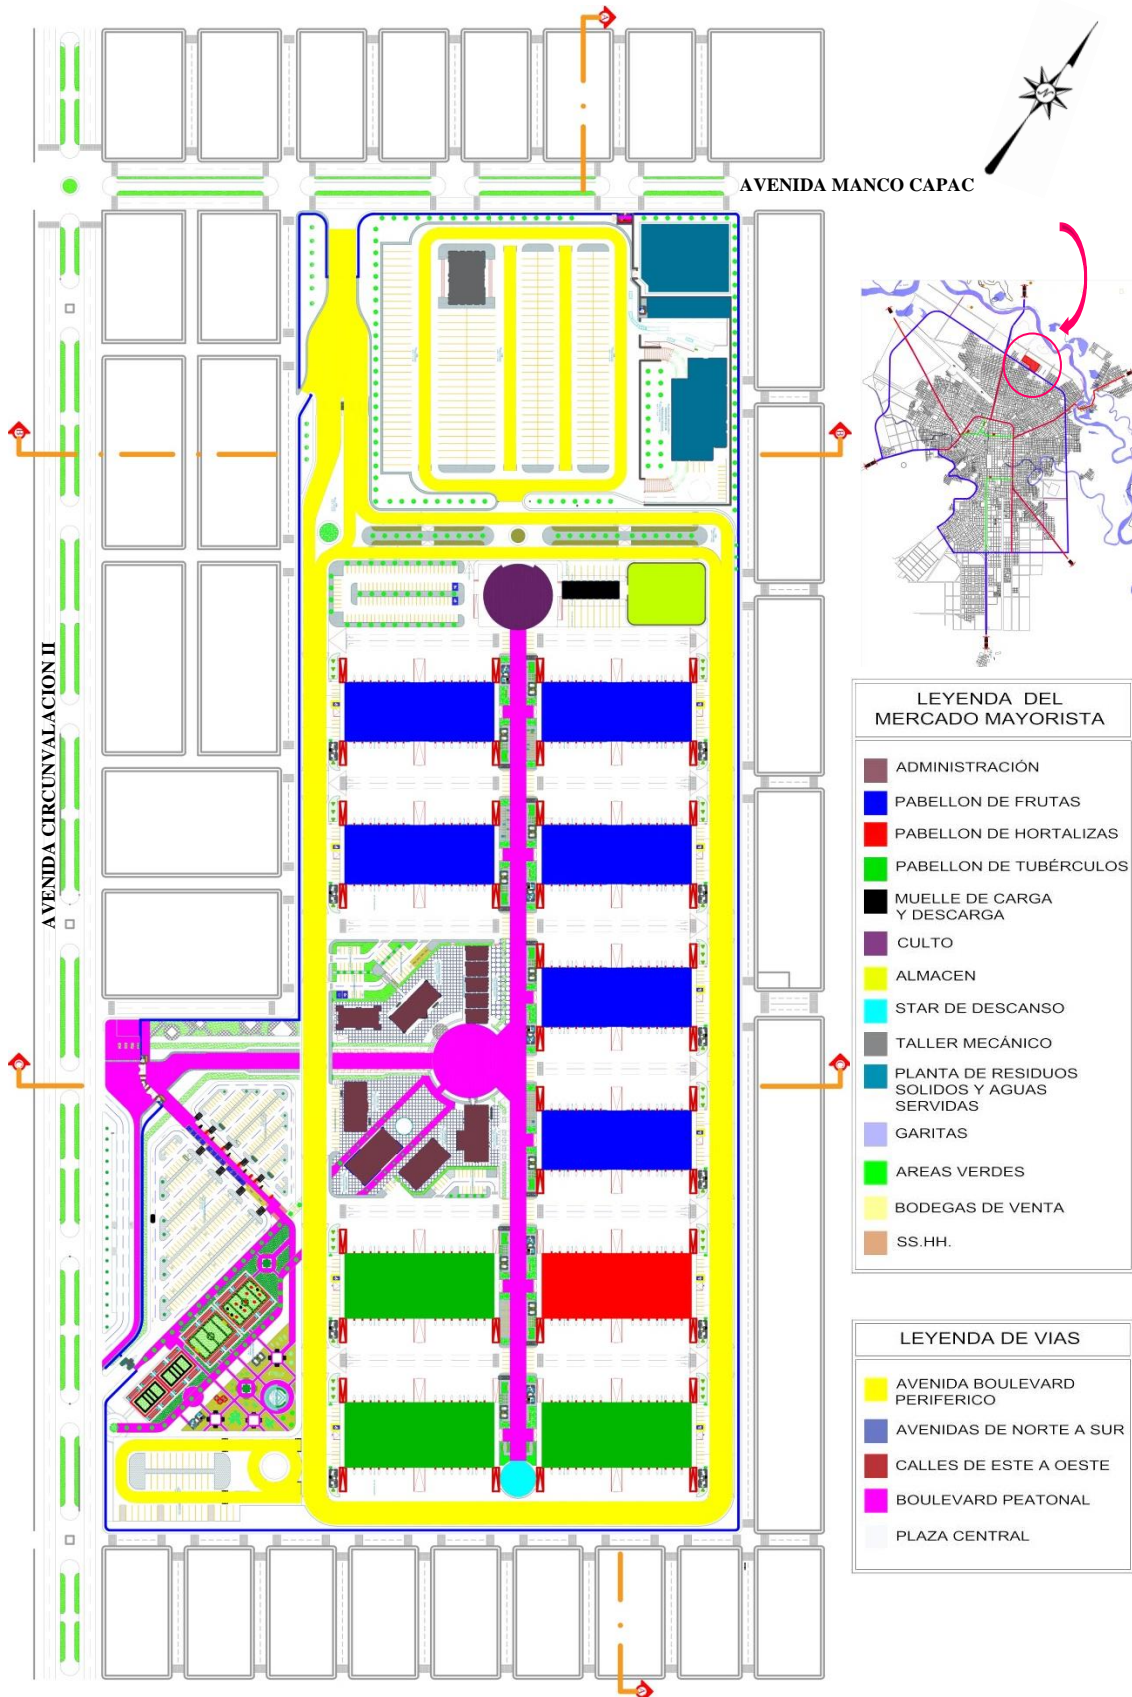 AVENIDA MANCO CAPAC
AVENIDA CIRCUNVALACION II
LEYENDA DEL
MERCADO MAYORISTA
ADMINISTRACIÓN
PABELLON DE FRUTAS
PABELLON DE HORTALIZAS
PABELLON DE TUBÉRCULOS
MUELLE DE CARGA
Y DESCARGA
CULTO
ALMACEN
STAR DE DESCANSO
TALLER MECÁNICO
PLANTA DE RESIDUOS
SOLIDOS Y AGUAS
SERVIDAS
GARITAS
AREAS VERDES
BODEGAS DE VENTA
SS.HH.
LEYENDA DE VIAS
AVENIDA BOULEVARD
PERIFERICO
AVENIDAS DE NORTE A SUR
CALLES DE ESTE A OESTE
BOULEVARD PEATONAL
PLAZA CENTRAL